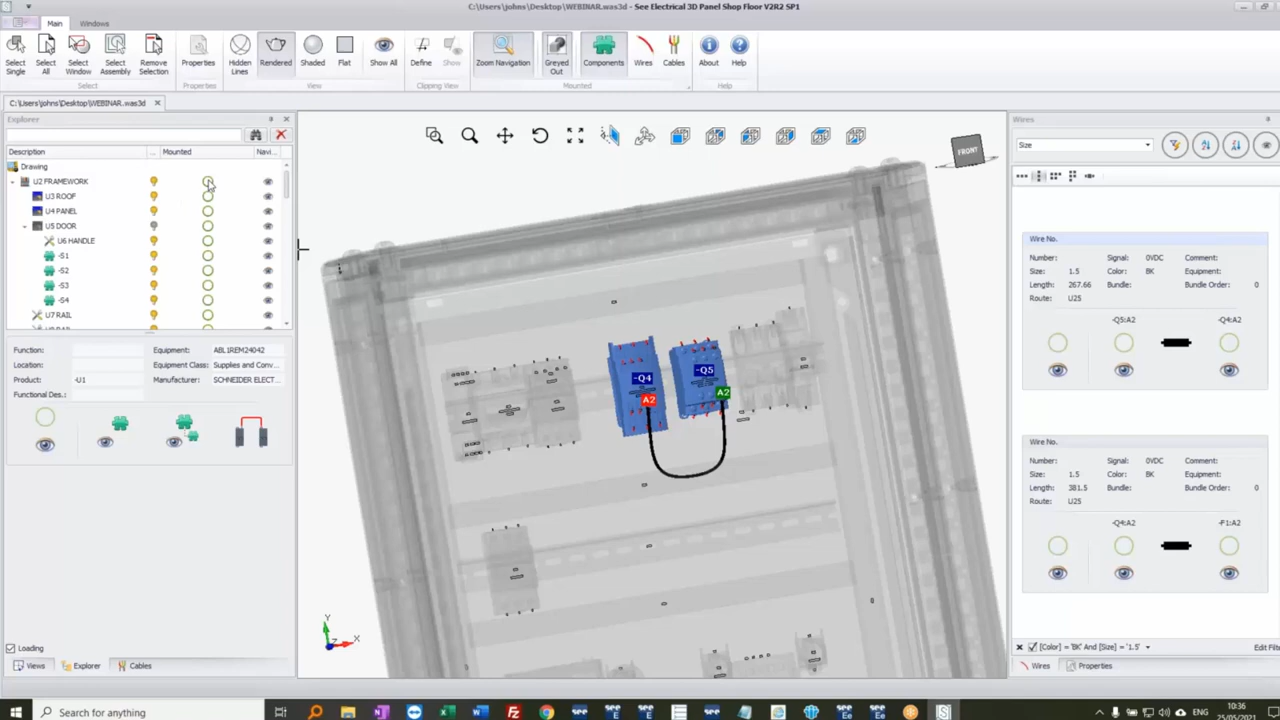 C:\Users\johns\Desktop\WEBINAR.was3d - See Electrical 3D Panel Shop Floor V2R2 SP1
Main Windows
Select Single
Select All
Select Window
Select Assembly
Remove Selection
Properties
Hidden Lines
Rendered
Shaded
Flat
Show All
Define
Show
Zoom Navigation
Greyed Out
Components
Wires
Cables
About
Help
Select Properties View Clipping View Mounted Help
C:\Users\johns\Desktop\WEBINAR.was3d
Explorer
Description ... Mounted Navi...
Drawing
U2 FRAMEWORK
U3 ROOF
U4 PANEL
U5 DOOR
U6 HANDLE
-S1
-S2
-S3
-S4
U7 RAIL
Function: Equipment: ABL1REM24042
Location: Equipment Class: Supplies and Conv...
Product: -U1 Manufacturer: SCHNEIDER ELECT...
Functional Des.:
Loading
Views Explorer Cables
FRONT
-Q4
-Q5
A2
A2
Y
Z
X
Wires
Size
Wire No.
Number: Signal: 0VDC Comment:
Size: 1.5 Color: BK Equipment:
Length: 267.66 Bundle: Bundle Order: 0
Route: U25
-Q5:A2 -Q4:A2
Wire No.
Number: Signal: 0VDC Comment:
Size: 1.5 Color: BK Equipment:
Length: 381.5 Bundle: Bundle Order: 0
Route: U25
-Q4:A2 -F1:A2
[Color] = 'BK' And [Size] = '1.5' Edit Filt
Wires Properties
Search for anything
ENG
10:36
25/05/2021